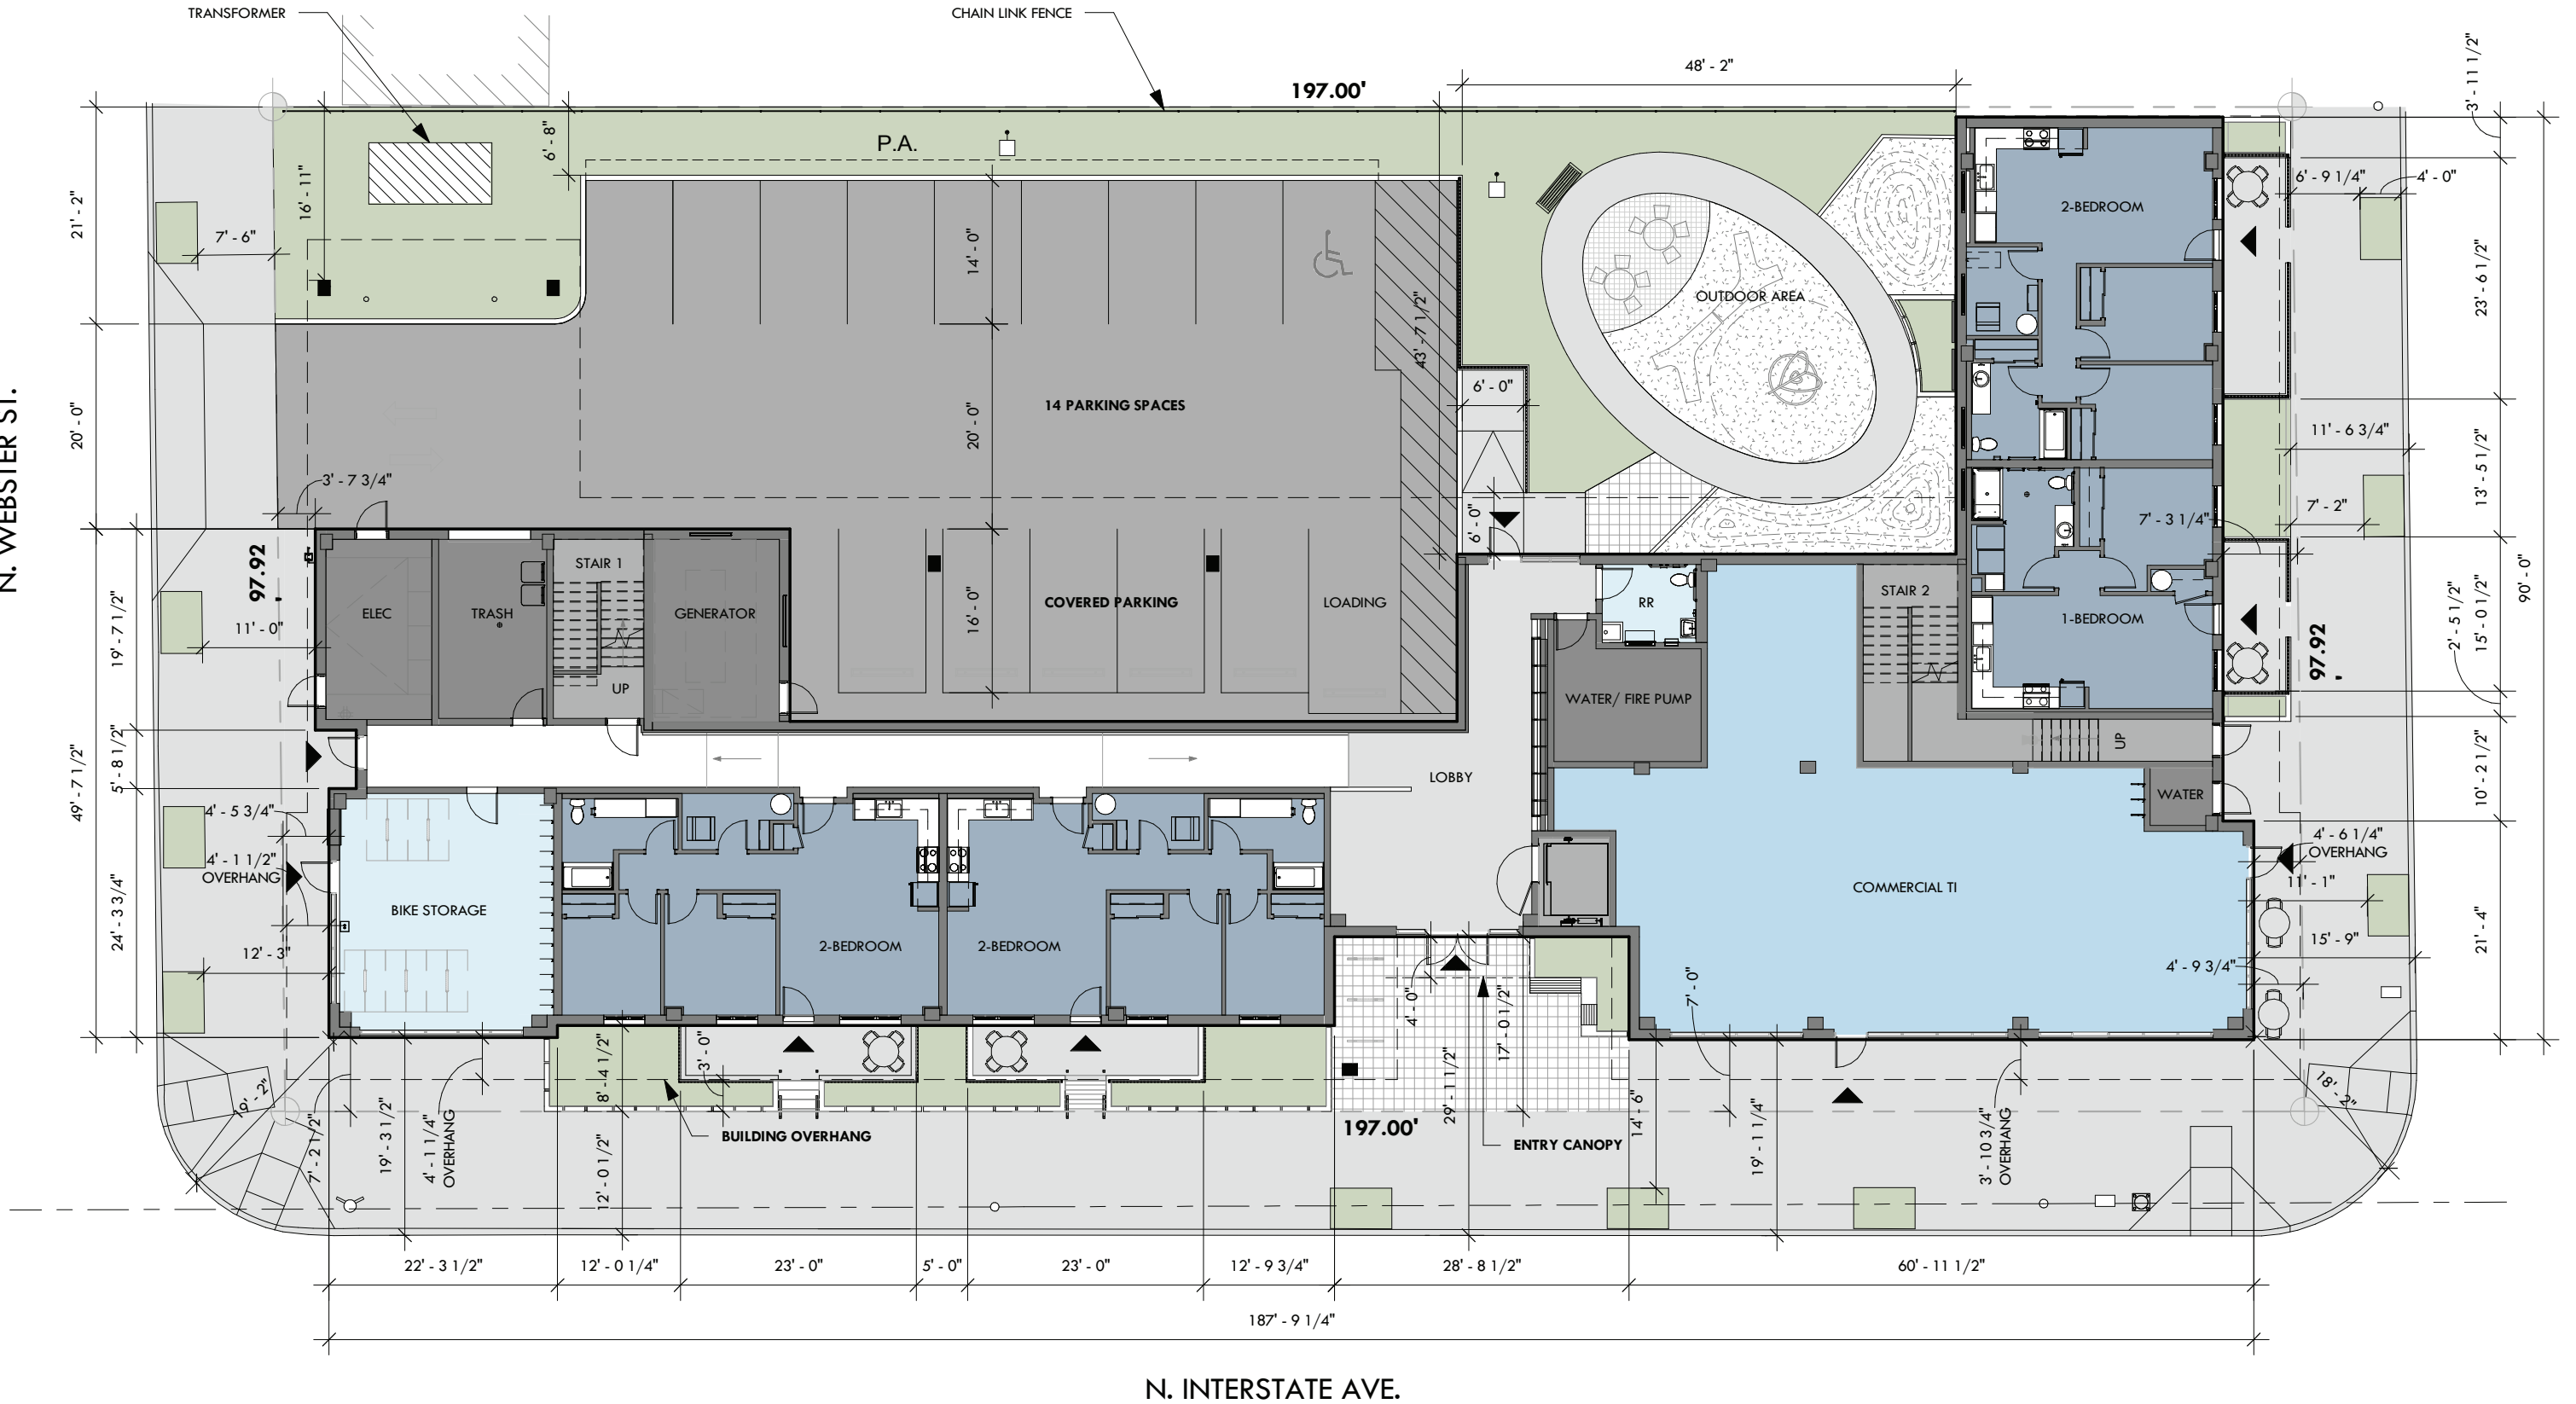 TRANSFORMER
CHAIN LINK FENCE
48' - 2"
3' - 11 1/2"
197.00'
P.A.
6' - 8"
16' - 11"
21' - 2"
7' - 6"
14' - 0"
43' - 7 1/2"
OUTDOOR AREA
2-BEDROOM
6' - 9 1/4"
4' - 0"
23' - 6 1/2"
N. WEBSTER ST.
20' - 0"
20' - 0"
14 PARKING SPACES
6' - 0"
11' - 6 3/4"
13' - 5 1/2"
3' - 7 3/4"
6' - 0"
7' - 3 1/4"
7' - 2"
97.92'
STAIR 1
ELEC
TRASH
GENERATOR
UP
16' - 0"
COVERED PARKING
LOADING
RR
STAIR 2
1-BEDROOM
97.92'
2' - 5 1/2"
15' - 0 1/2"
90' - 0"
19' - 7 1/2"
11' - 0"
WATER/ FIRE PUMP
UP
49' - 7 1/2"
5' - 8 1/2"
LOBBY
WATER
10' - 2 1/2"
4' - 5 3/4"
4' - 1 1/2"
OVERHANG
4' - 6 1/4"
OVERHANG
24' - 3 3/4"
BIKE STORAGE
COMMERCIAL TI
11' - 1"
12' - 3"
2-BEDROOM
2-BEDROOM
15' - 9"
4' - 9 3/4"
21' - 4"
4' - 0"
17' - 0 1/2"
7' - 0"
19' - 2"
7' - 2 1/2"
19' - 3 1/2"
4' - 1 1/4"
OVERHANG
8' - 4 1/2"
3' - 0"
12' - 0 1/2"
BUILDING OVERHANG
197.00'
29' - 11 1/2"
ENTRY CANOPY
14' - 6"
19' - 1 1/4"
3' - 10 3/4"
OVERHANG
18' - 2"
22' - 3 1/2"
12' - 0 1/4"
23' - 0"
5' - 0"
23' - 0"
12' - 9 3/4"
28' - 8 1/2"
60' - 11 1/2"
187' - 9 1/4"
N. INTERSTATE AVE.